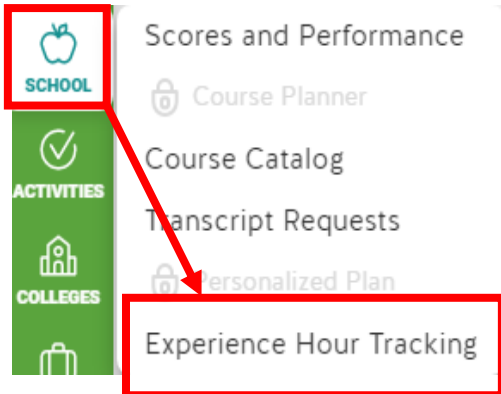 SCHOOL
ACTIVITIES
COLLEGES
Scores and Performance
Course Planner
Course Catalog
Transcript Requests
Personalized Plan
Experience Hour Tracking